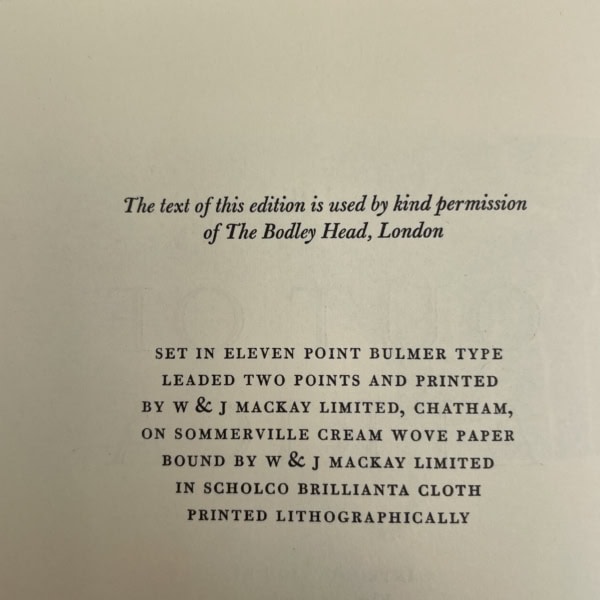 The text of this edition is used by kind permission
of The Bodley Head, London
SET IN ELEVEN POINT BULMER TYPE
LEADED TWO POINTS AND PRINTED
BY W & J MACKAY LIMITED, CHATHAM,
ON SOMMERVILLE CREAM WOVE PAPER
BOUND BY W & J MACKAY LIMITED
IN SCHOLCO BRILLIANTA CLOTH
PRINTED LITHOGRAPHICALLY